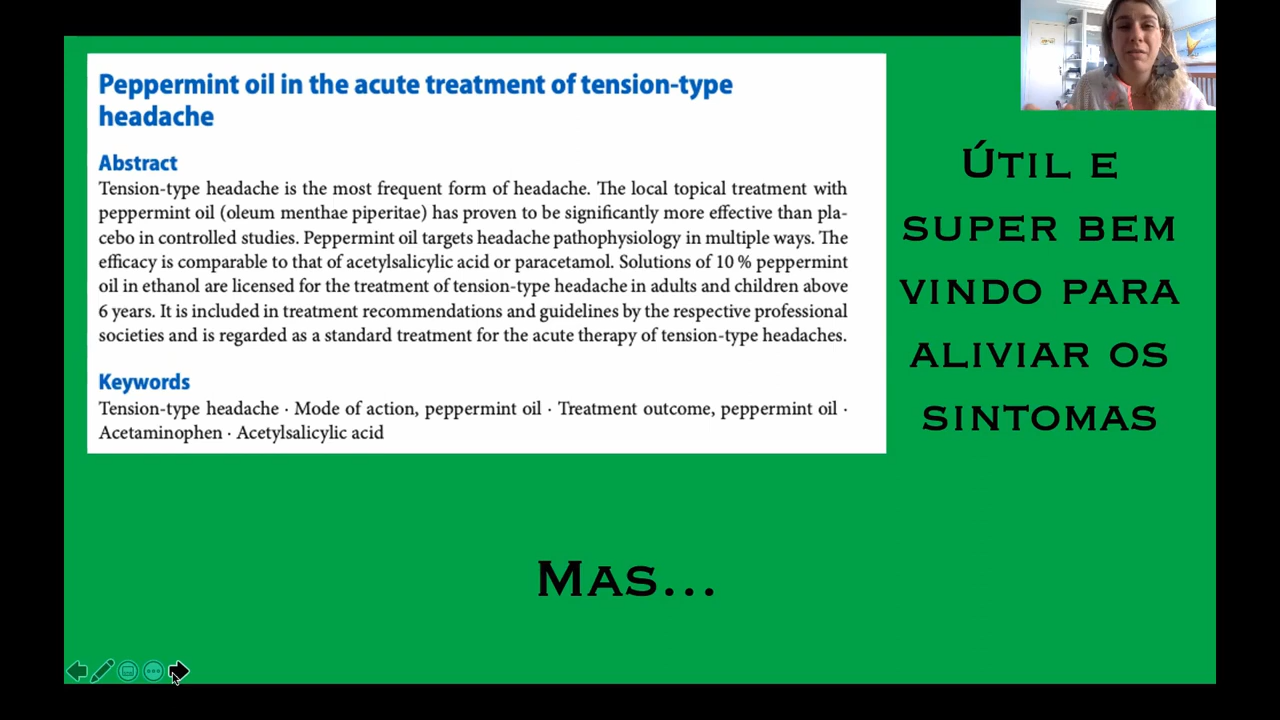 Peppermint oil in the acute treatment of tension-type
headache
Abstract
Tension-type headache is the most frequent form of headache. The local topical treatment with
peppermint oil (oleum menthae piperitae) has proven to be significantly more effective than pla-
cebo in controlled studies. Peppermint oil targets headache pathophysiology in multiple ways. The
efficacy is comparable to that of acetylsalicylic acid or paracetamol. Solutions of 10 % peppermint
oil in ethanol are licensed for the treatment of tension-type headache in adults and children above
6 years. It is included in treatment recommendations and guidelines by the respective professional
societies and is regarded as a standard treatment for the acute therapy of tension-type headaches.
Keywords
Tension-type headache · Mode of action, peppermint oil · Treatment outcome, peppermint oil ·
Acetaminophen · Acetylsalicylic acid
Útil e
super bem
vindo para
aliviar os
sintomas
Mas...